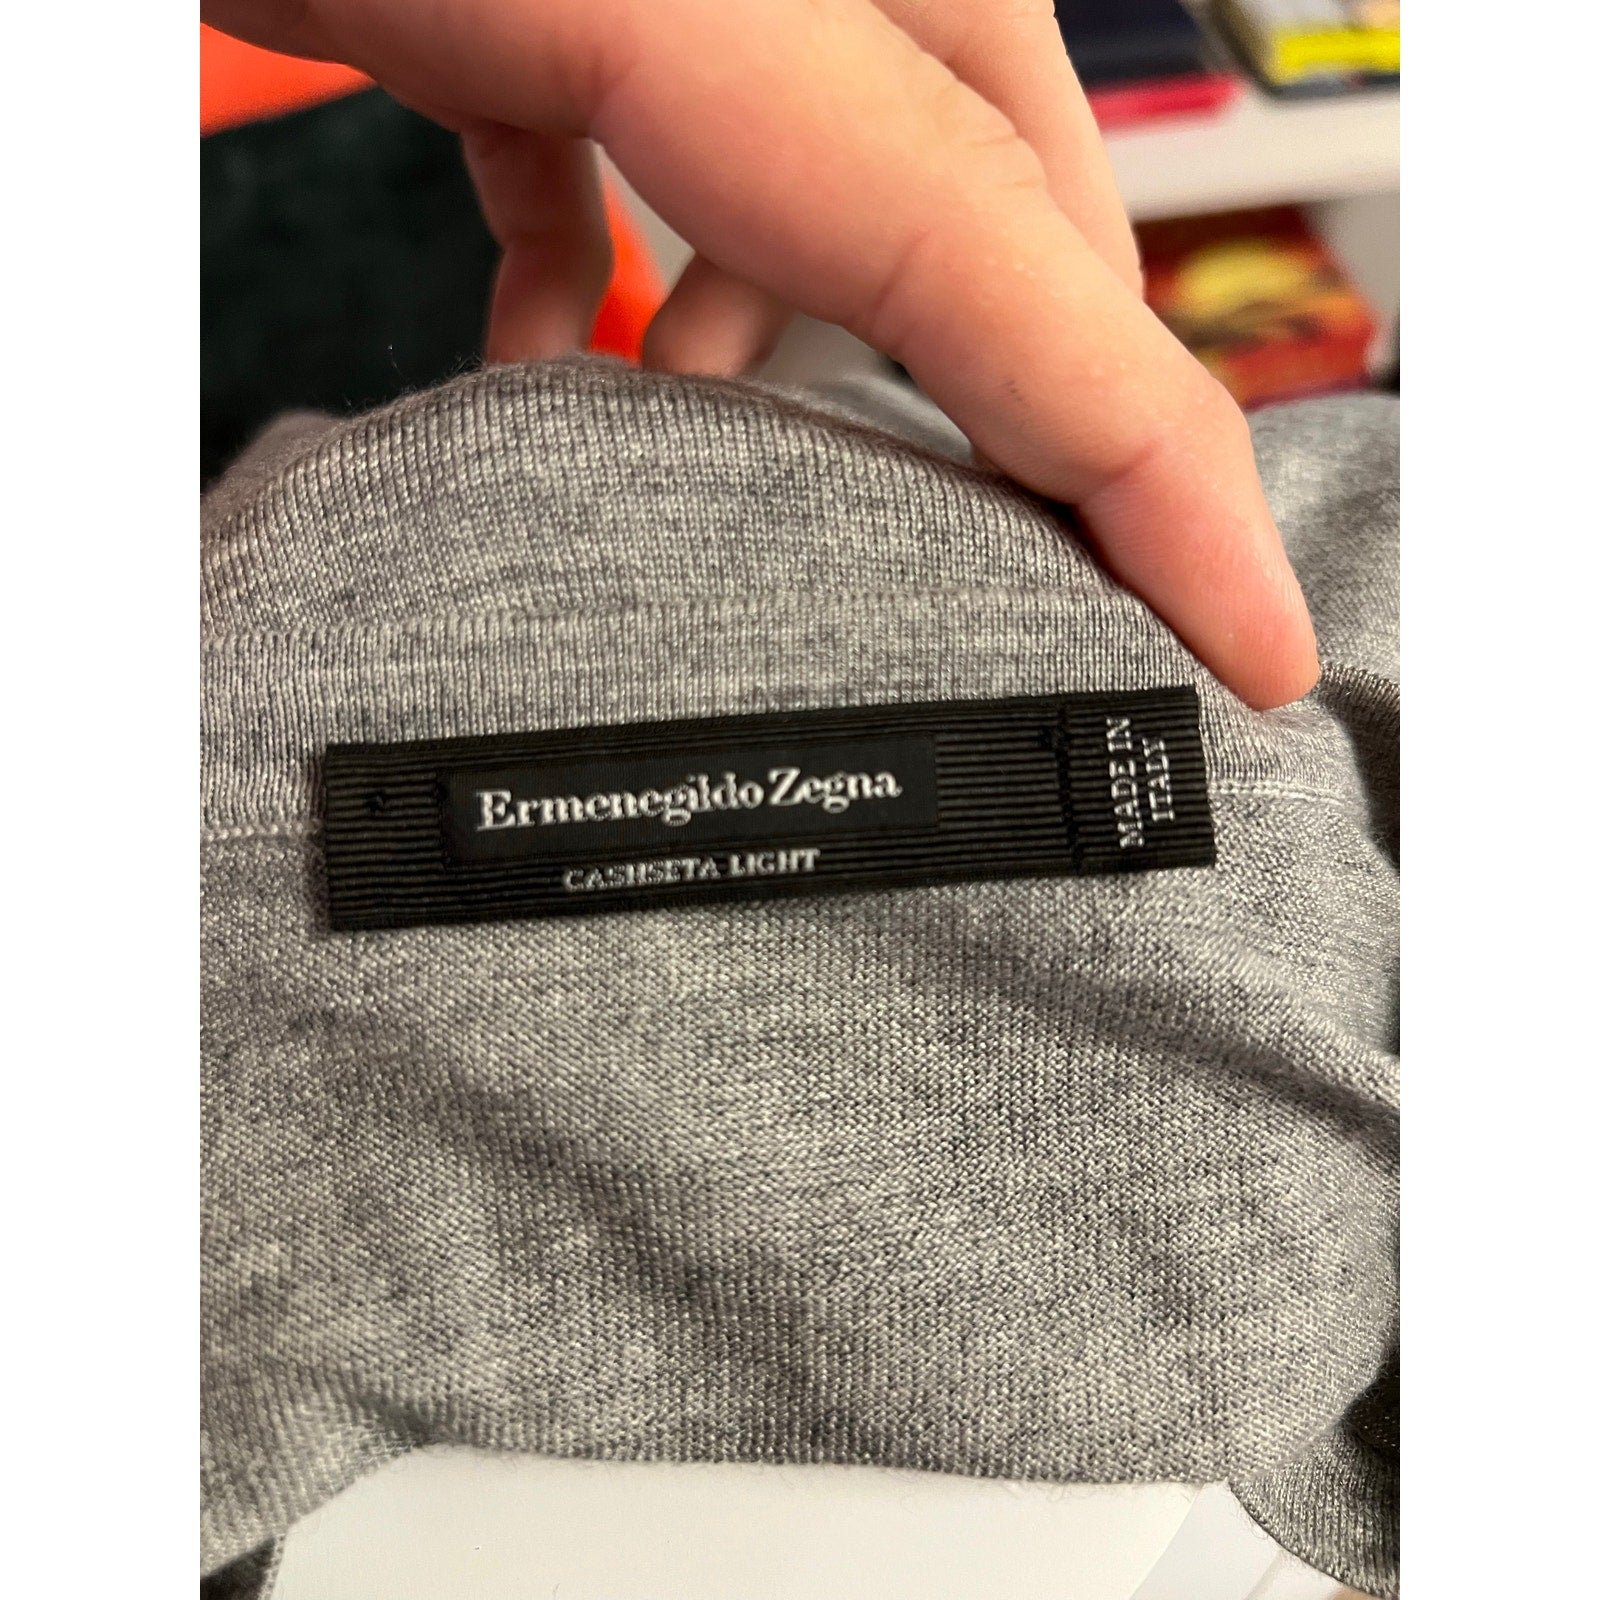 Ermenegildo Zegna
CASHSETA LIGHT
MADE IN
ITALY